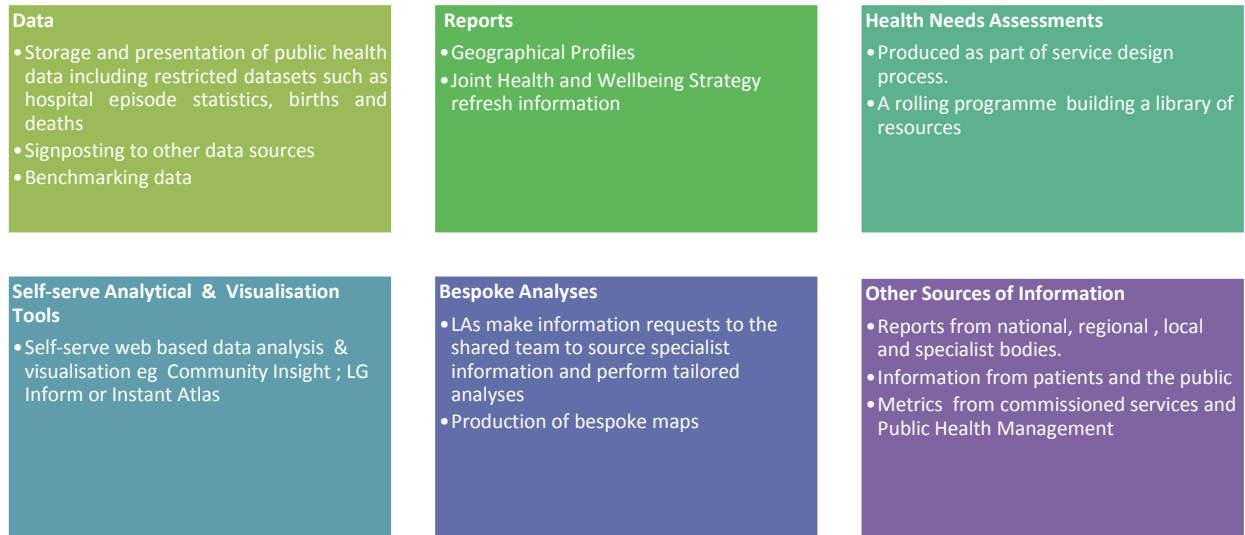 Data
•Storage and presentation of public health
data including restricted datasets such as
hospital episode statistics, births and
deaths
•Signposting to other data sources
•Benchmarking data
Reports
•Geographical Profiles
•Joint Health and Wellbeing Strategy
refresh information
Health Needs Assessments
•Produced as part of service design
process.
•A rolling programme building a library of
resources
Self-serve Analytical & Visualisation
Tools
•Self-serve web based data analysis &
visualisation eg Community Insight ; LG
Inform or Instant Atlas
Bespoke Analyses
•LAs make information requests to the
shared team to source specialist
information and perform tailored
analyses
•Production of bespoke maps
Other Sources of Information
•Reports from national, regional , local
and specialist bodies.
•Information from patients and the public
•Metrics from commissioned services and
Public Health Management